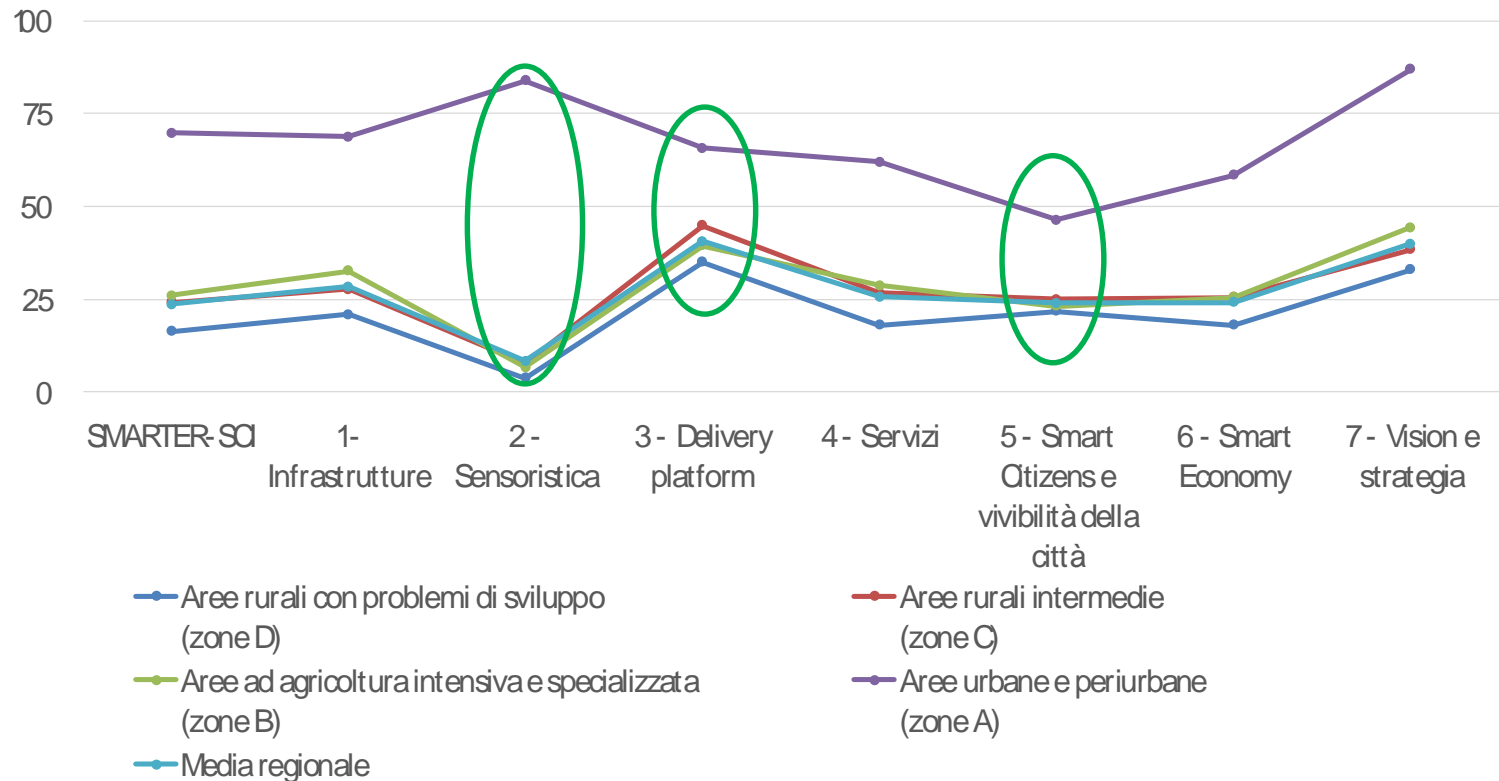 100
75
50
25
0
SMARTER-SCI 1- 2 - 3 - Delivery 4 - Servizi 5 - Smart 6 - Smart 7 - Vision e
Infrastrutture Sensoristica platform Citizens e Economy strategia
vivibilità della
città
Aree rurali con problemi di sviluppo Aree rurali intermedie
(zone D) (zone C)
Aree ad agricoltura intensiva e specializzata Aree urbane e periurbane
(zone B) (zone A)
Media regionale